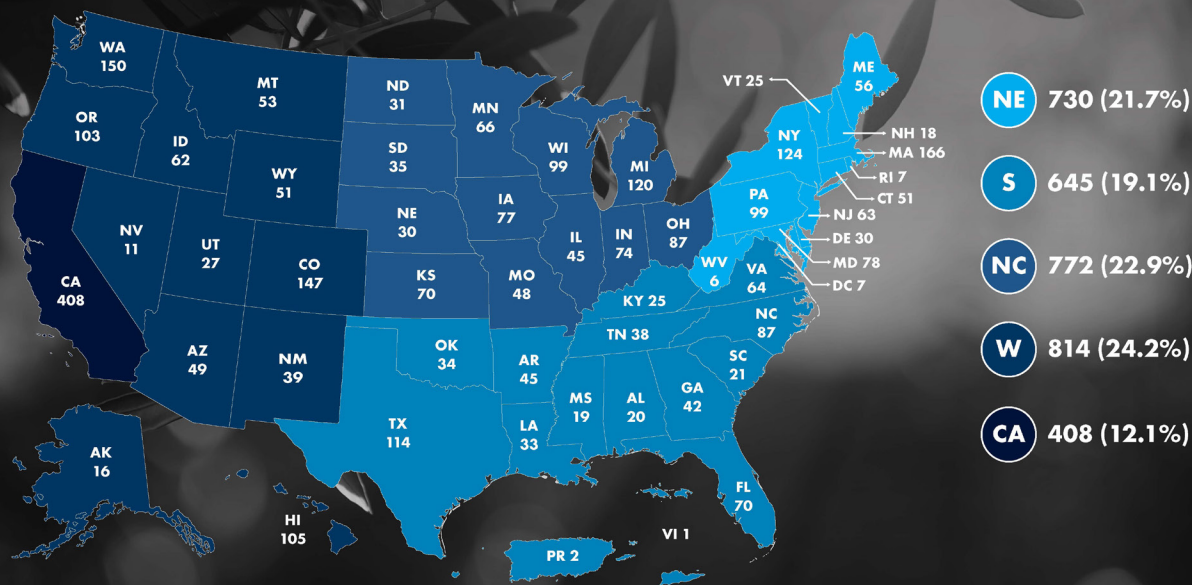 WA
150
MT
53
ND
31
MN
66
VT 25
ME
56
OR
103
ID
62
SD
35
WI
99
MI
120
NY
124
NH 18
MA 166
RI 7
CT 51
WY
51
NE
30
IA
77
PA
99
NJ 63
NV
11
UT
27
CO
147
IL
45
IN
74
OH
87
DE 30
MD 78
DC 7
CA
408
KS
70
MO
48
WV
6
VA
64
KY 25
NC
87
TN 38
AZ
49
NM
39
OK
34
AR
45
SC
21
MS
19
AL
20
GA
42
TX
114
LA
33
AK
16
HI
105
FL
70
VI 1
PR 2
NE 730 (21.7%)
S 645 (19.1%)
NC 772 (22.9%)
W 814 (24.2%)
CA 408 (12.1%)